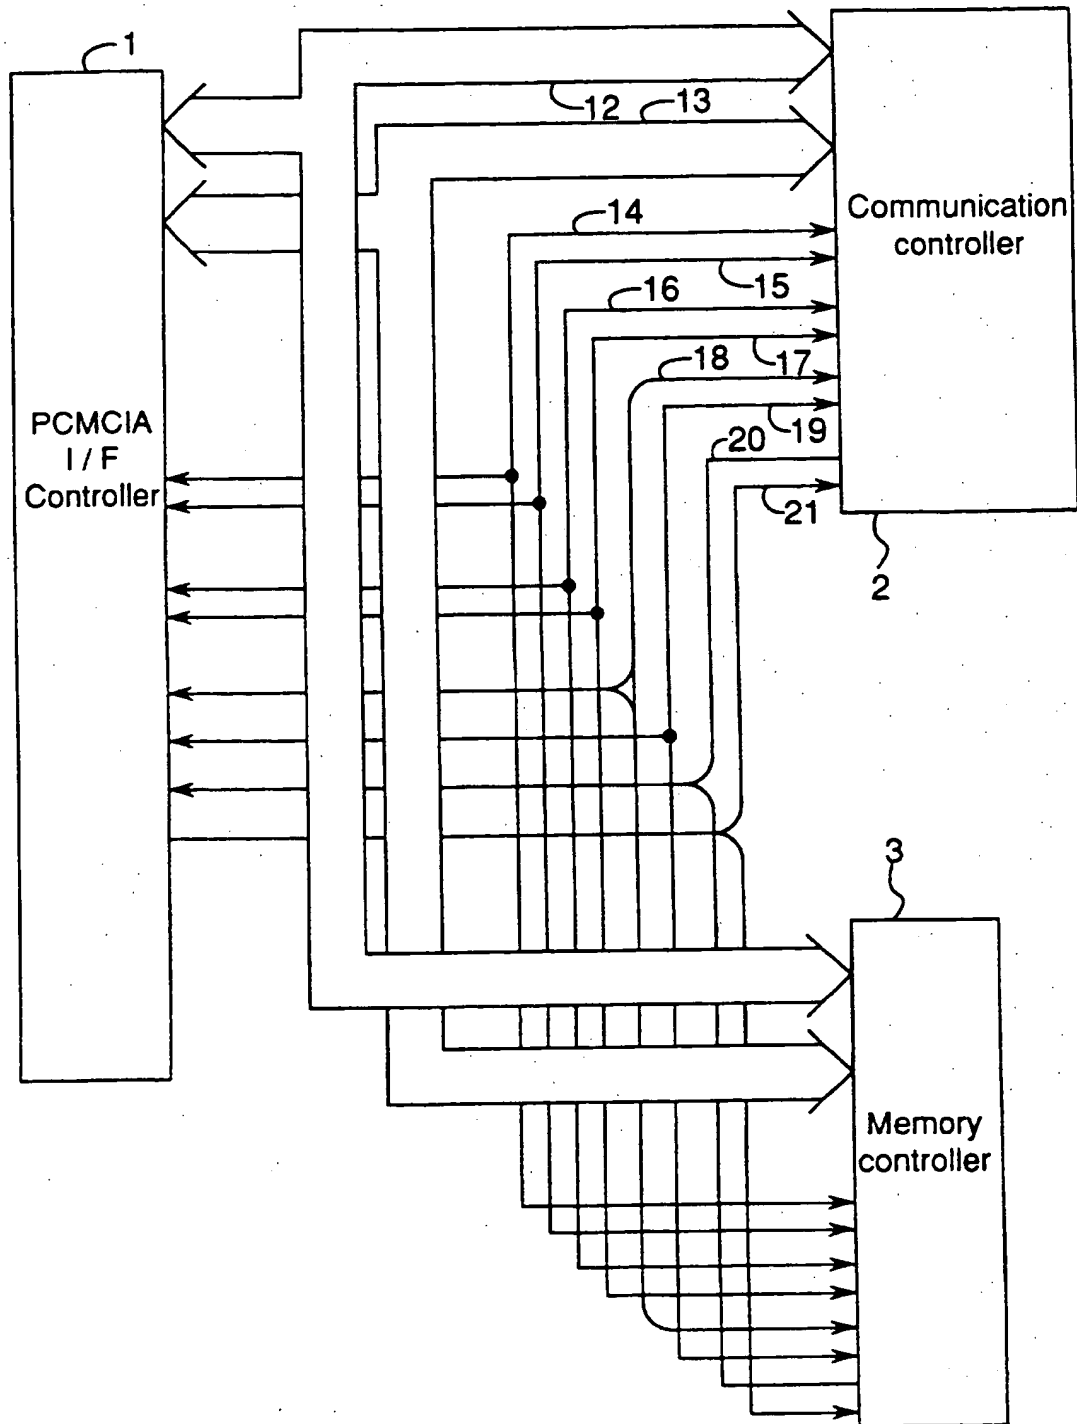 1
12
13
14
15
16
17
18
19
20
21
Communication
controller
2
PCMCIA
I / F
Controller
3
Memory
controller